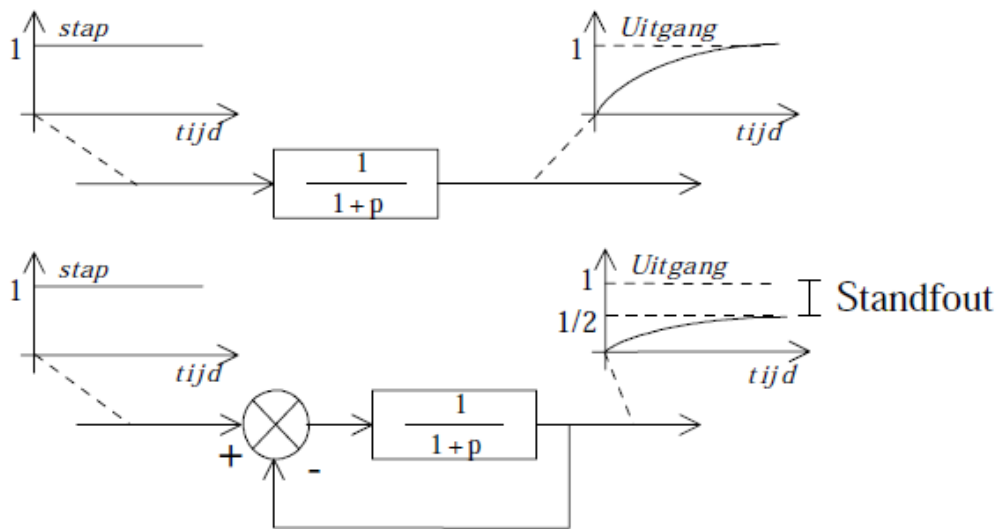 stap
1
tijd
Uitgang
1
tijd
1
1+p
stap
1
tijd
Uitgang
1
1/2
Standfout
tijd
+
-
1
1+p